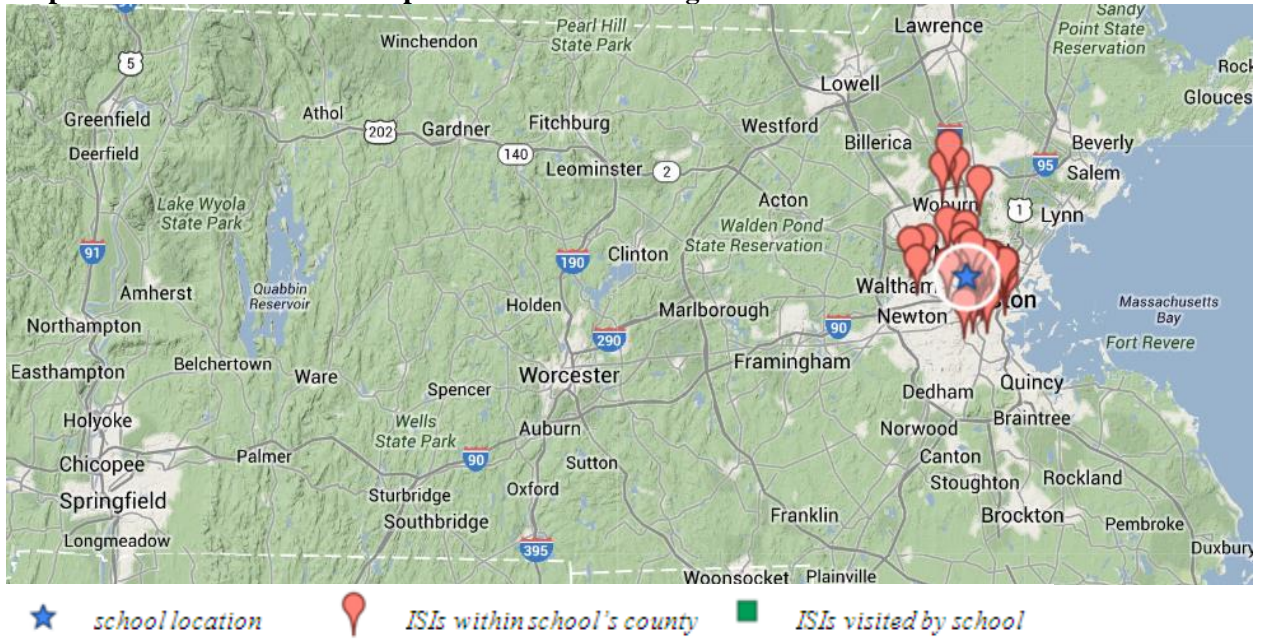 Sandy
Point State
Reservation
Lawrence
Pearl Hill
State Park
Winchendon
5
Rock
Lowell
Glouces
Athol
Greenfield
202
Gardner
Fitchburg
Westford
Billerica
Beverly
Deerfield
140
Leominster
2
95
Salem
Lake Wyola
State Park
Acton
Woburn
1
Lynn
Walden Pond
State Reservation
91
190
Clinton
Amherst
Quabbin
Reservoir
Holden
Marlborough
Waltham
ston
Massachusetts
Bay
Northampton
Newton
90
Fort Revere
290
Belchertown
Easthampton
Ware
Worcester
Framingham
Spencer
Dedham
Quincy
Holyoke
Wells
State Park
Auburn
Norwood
Braintree
Chicopee
Palmer
90
Sutton
Canton
Stoughton
Rockland
Springfield
Sturbridge
Oxford
Southbridge
Franklin
Brockton
Pembroke
Longmeadow
395
Duxbury
Woonsocket
Plainville
school location
ISIs within school's county
ISIs visited by school